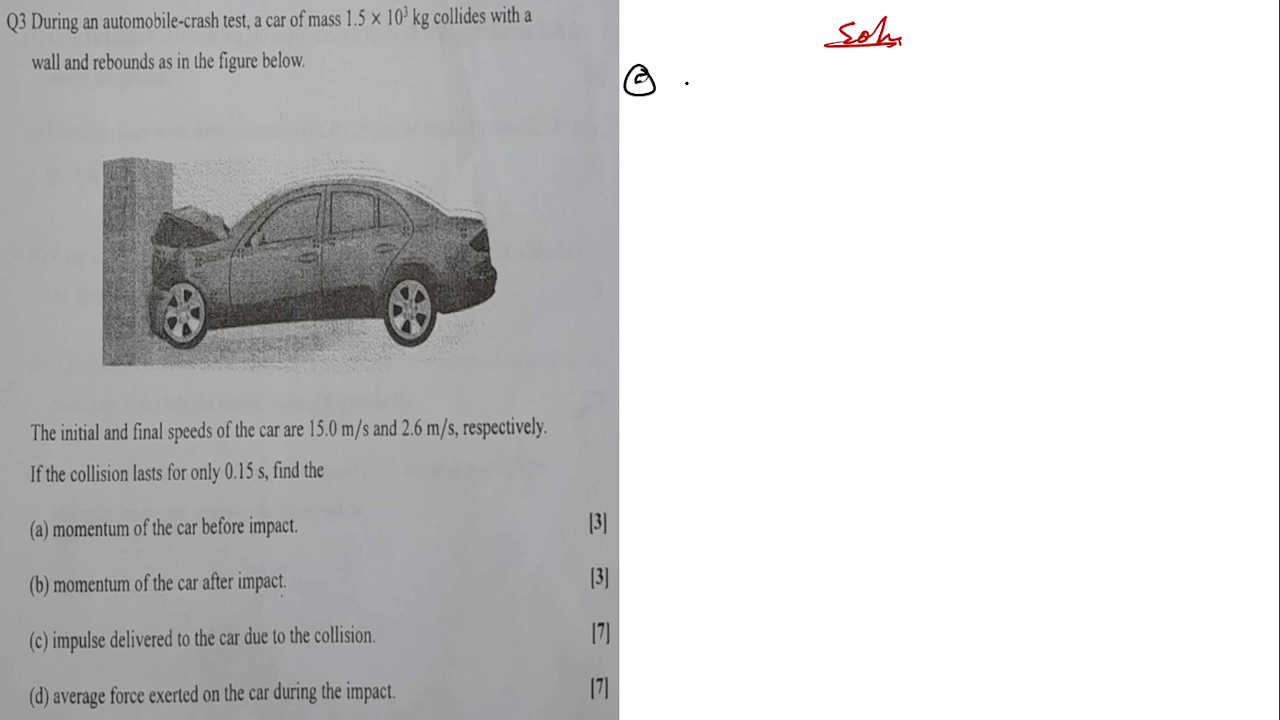 Q3 During an automobile-crash test, a car of mass 1.5 × 10³ kg collides with a
wall and rebounds as in the figure below.
The initial and final speeds of the car are 15.0 m/s and 2.6 m/s, respectively.
If the collision lasts for only 0.15 s, find the
(a) momentum of the car before impact. [3]
(b) momentum of the car after impact. [3]
(c) impulse delivered to the car due to the collision. [7]
(d) average force exerted on the car during the impact. [7]
Soln